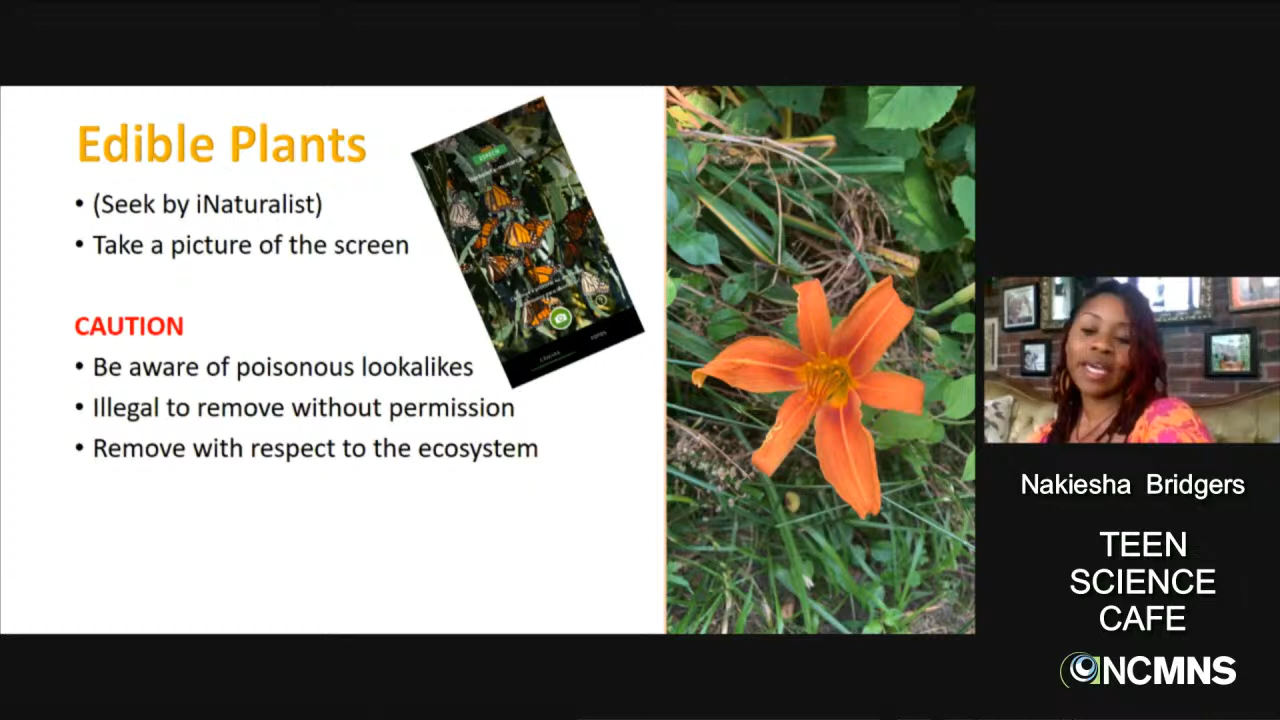 Edible Plants
• (Seek by iNaturalist)
• Take a picture of the screen
CAUTION
• Be aware of poisonous lookalikes
• Illegal to remove without permission
• Remove with respect to the ecosystem
Nakiesha Bridgers
TEEN
SCIENCE
CAFE
NCMNS